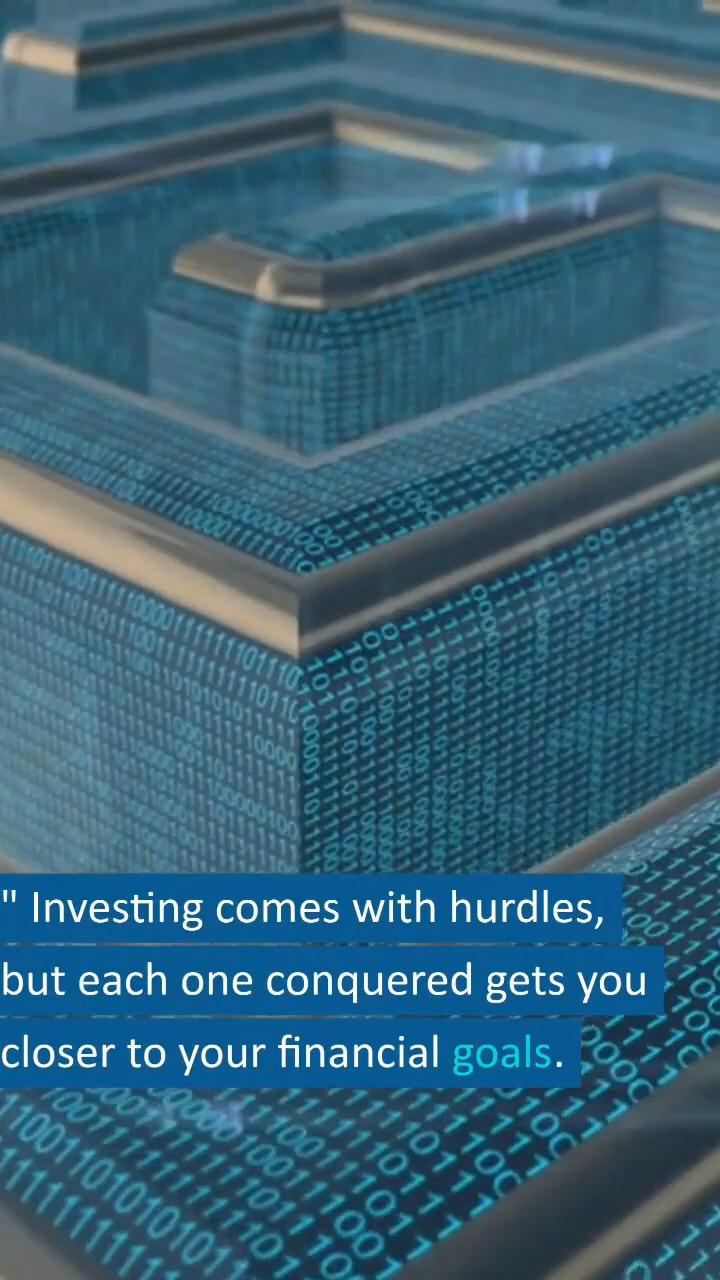 " Investing comes with hurdles,
but each one conquered gets you
closer to your financial goals.